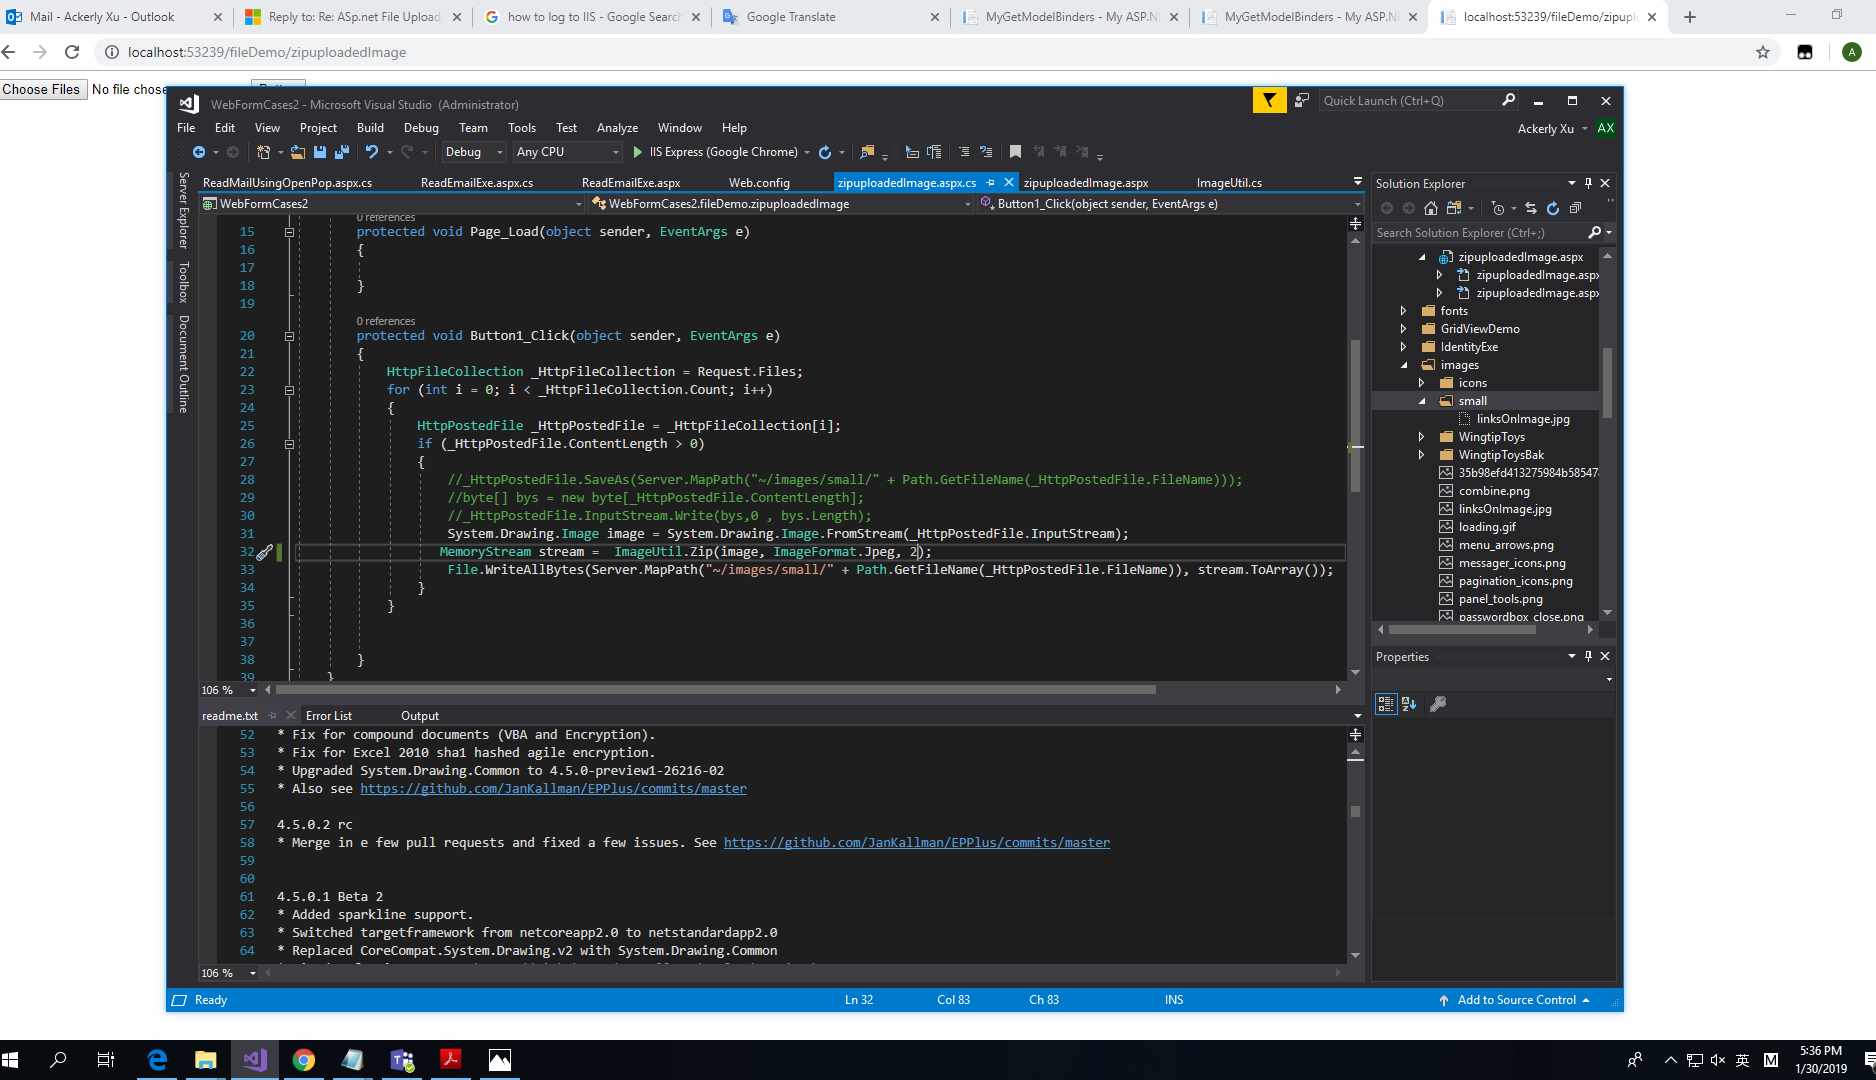 Mail - Ackerly Xu - Outlook
Reply to: Re: ASp.net File Upload
how to log to IIS - Google Search
Google Translate
MyGetModelBinders - My ASP.N
MyGetModelBinders - My ASP.N
localhost:53239/fileDemo/zipuplo
localhost:53239/fileDemo/zipuploadedImage
A
Choose Files No file chose
WebFormCases2 - Microsoft Visual Studio (Administrator)
Quick Launch (Ctrl+Q)
File Edit View Project Build Debug Team Tools Test Analyze Window Help
Ackerly Xu AX
Debug Any CPU IIS Express (Google Chrome)
Server Explorer
Toolbox
Document Outline
ReadMailUsingOpenPop.aspx.cs ReadEmailExe.aspx.cs ReadEmailExe.aspx Web.config zipuploadedImage.aspx.cs zipuploadedImage.aspx ImageUtil.cs
WebFormCases2 WebFormCases2.fileDemo.zipuploadedImage Button1_Click(object sender, EventArgs e)
0 references
15 protected void Page_Load(object sender, EventArgs e)
16 {
17
18 }
19
0 references
20 protected void Button1_Click(object sender, EventArgs e)
21 {
22 HttpFileCollection _HttpFileCollection = Request.Files;
23 for (int i = 0; i < _HttpFileCollection.Count; i++)
24 {
25 HttpPostedFile _HttpPostedFile = _HttpFileCollection[i];
26 if (_HttpPostedFile.ContentLength > 0)
27 {
28 //_HttpPostedFile.SaveAs(Server.MapPath("~/images/small/" + Path.GetFileName(_HttpPostedFile.FileName)));
29 //byte[] bys = new byte[_HttpPostedFile.ContentLength];
30 //_HttpPostedFile.InputStream.Write(bys,0 , bys.Length);
31 System.Drawing.Image image = System.Drawing.Image.FromStream(_HttpPostedFile.InputStream);
32 MemoryStream stream = ImageUtil.Zip(image, ImageFormat.Jpeg, 2);
33 File.WriteAllBytes(Server.MapPath("~/images/small/" + Path.GetFileName(_HttpPostedFile.FileName)), stream.ToArray());
34 }
35 }
36
37
38 }
39 }
106 %
readme.txt Error List Output
52 * Fix for compound documents (VBA and Encryption).
53 * Fix for Excel 2010 sha1 hashed agile encryption.
54 * Upgraded System.Drawing.Common to 4.5.0-preview1-26216-02
55 * Also see https://github.com/JanKallman/EPPlus/commits/master
56
57 4.5.0.2 rc
58 * Merge in e few pull requests and fixed a few issues. See https://github.com/JanKallman/EPPlus/commits/master
59
60
61 4.5.0.1 Beta 2
62 * Added sparkline support.
63 * Switched targetframework from netcoreapp2.0 to netstandardapp2.0
64 * Replaced CoreCompat.System.Drawing.v2 with System.Drawing.Common
106 %
Solution Explorer
Search Solution Explorer (Ctrl+;)
zipuploadedImage.aspx
zipuploadedImage.aspx
zipuploadedImage.aspx
fonts
GridViewDemo
IdentityExe
images
icons
small
linksOnImage.jpg
WingtipToys
WingtipToysBak
35b98efd413275984b58547
combine.png
linksOnImage.jpg
loading.gif
menu_arrows.png
messager_icons.png
pagination_icons.png
panel_tools.png
passwordbox_close.png
Properties
Ready Ln 32 Col 83 Ch 83 INS Add to Source Control
英 M
5:36 PM
1/30/2019